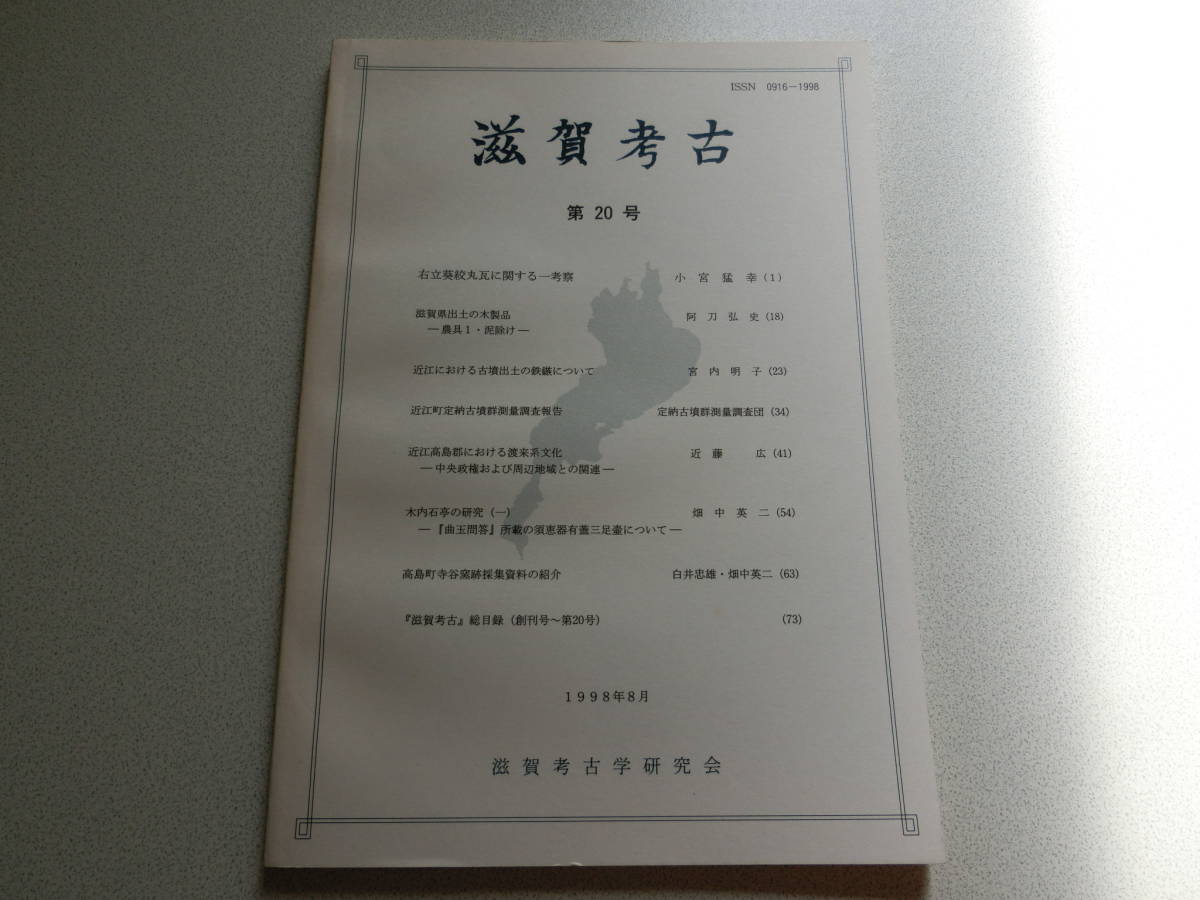 ISSN 0916-1998
滋賀考古
第 20 号
右立葵紋丸瓦に関する一考察 小宮猛幸(1)
滋賀県出土の木製品 阿刀弘史(18)
―農具1・泥除け―
近江における古墳出土の鉄鏃について 宮内明子(23)
近江町定納古墳群測量調査報告 定納古墳群測量調査団(34)
近江高島郡における渡来系文化 近藤 広(41)
―中央政権および周辺地域との関連―
木内石亭の研究(一) 畑中英二(54)
―『曲玉問答』所載の須恵器有蓋三足壷について―
高島町寺谷窯跡採集資料の紹介 白井忠雄・畑中英二(63)
『滋賀考古』総目録(創刊号~第20号) (73)
1998年8月
滋賀考古学研究会